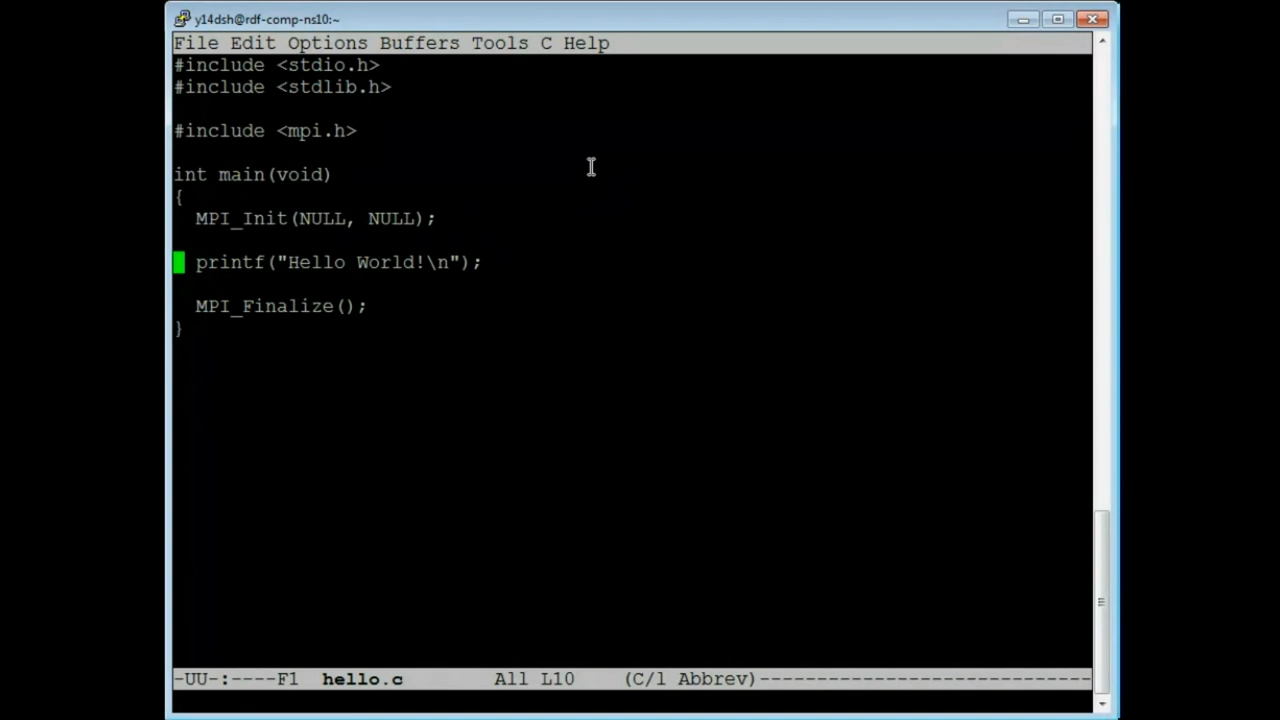 y14dsh@rdf-comp-ns10:~
File Edit Options Buffers Tools C Help
#include <stdio.h>
#include <stdlib.h>
#include <mpi.h>
int main(void)
{
  MPI_Init(NULL, NULL);
  printf("Hello World!\n");
  MPI_Finalize();
}
-UU-:----F1  hello.c        All L10    (C/l Abbrev)-----------------------------